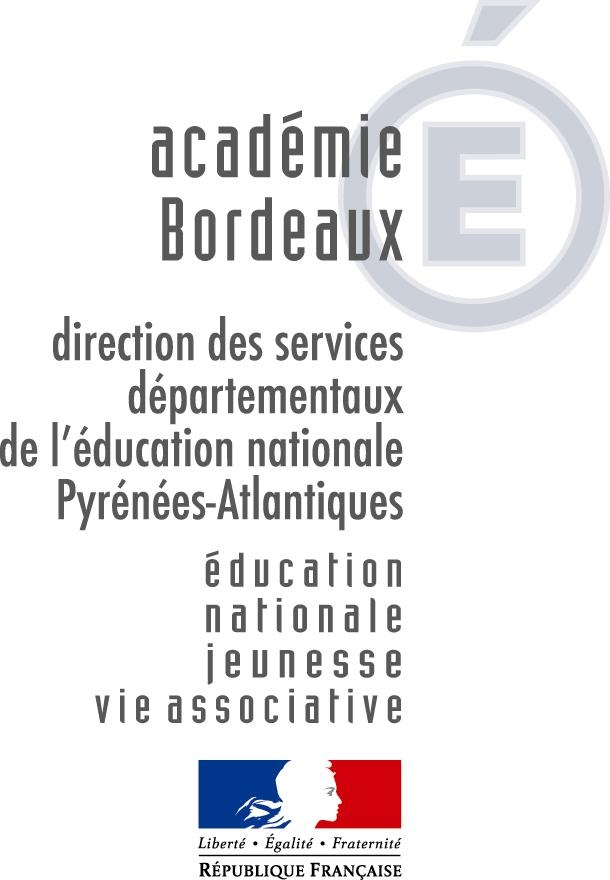 É
académie
Bordeaux
direction des services
départementaux
de l'éducation nationale
Pyrénées-Atlantiques
éducation
nationale
jeunesse
vie associative
Liberté • Égalité • Fraternité
RÉPUBLIQUE FRANÇAISE